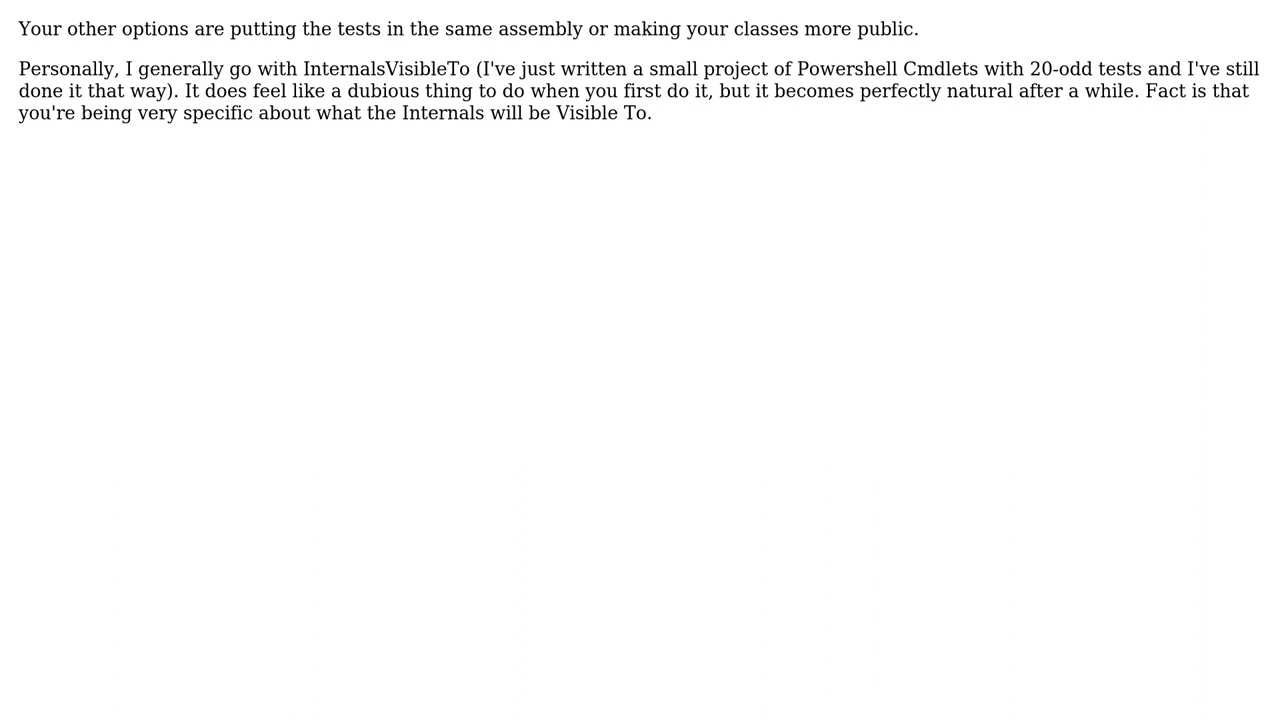 Your other options are putting the tests in the same assembly or making your classes more public.
Personally, I generally go with InternalsVisibleTo (I've just written a small project of Powershell Cmdlets with 20-odd tests and I've still
done it that way). It does feel like a dubious thing to do when you first do it, but it becomes perfectly natural after a while. Fact is that
you're being very specific about what the Internals will be Visible To.